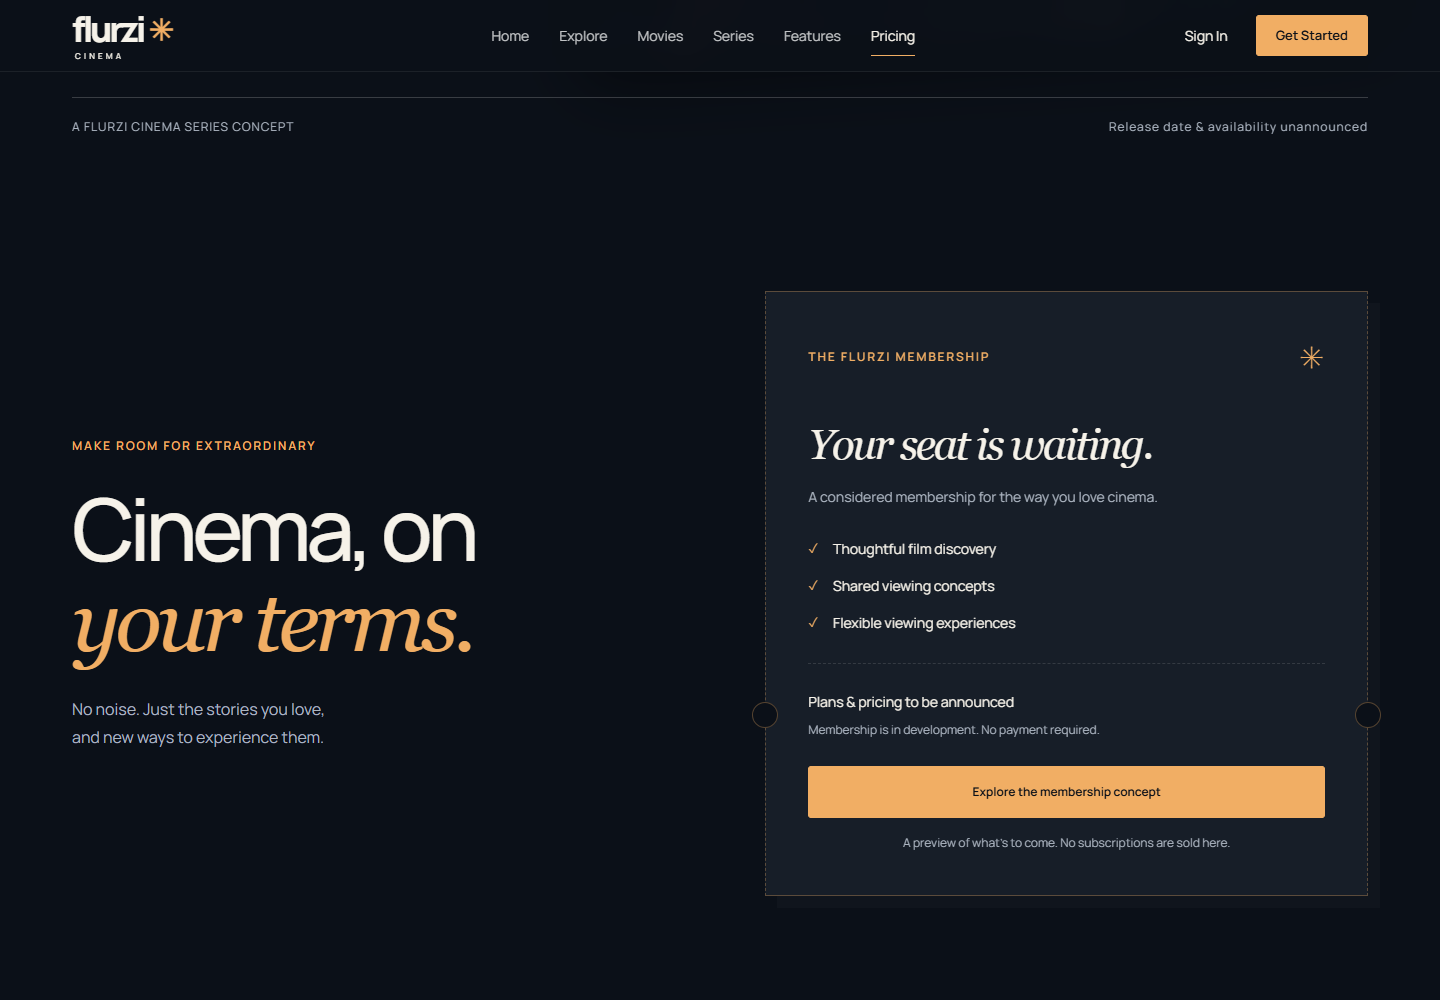 flurzi
CINEMA
Home Explore Movies Series Features Pricing
Sign In Get Started
A FLURZI CINEMA SERIES CONCEPT
Release date & availability unannounced
MAKE ROOM FOR EXTRAORDINARY
Cinema, on
your terms.
No noise. Just the stories you love,
and new ways to experience them.
THE FLURZI MEMBERSHIP
Your seat is waiting.
A considered membership for the way you love cinema.
✓ Thoughtful film discovery
✓ Shared viewing concepts
✓ Flexible viewing experiences
Plans & pricing to be announced
Membership is in development. No payment required.
Explore the membership concept
A preview of what's to come. No subscriptions are sold here.